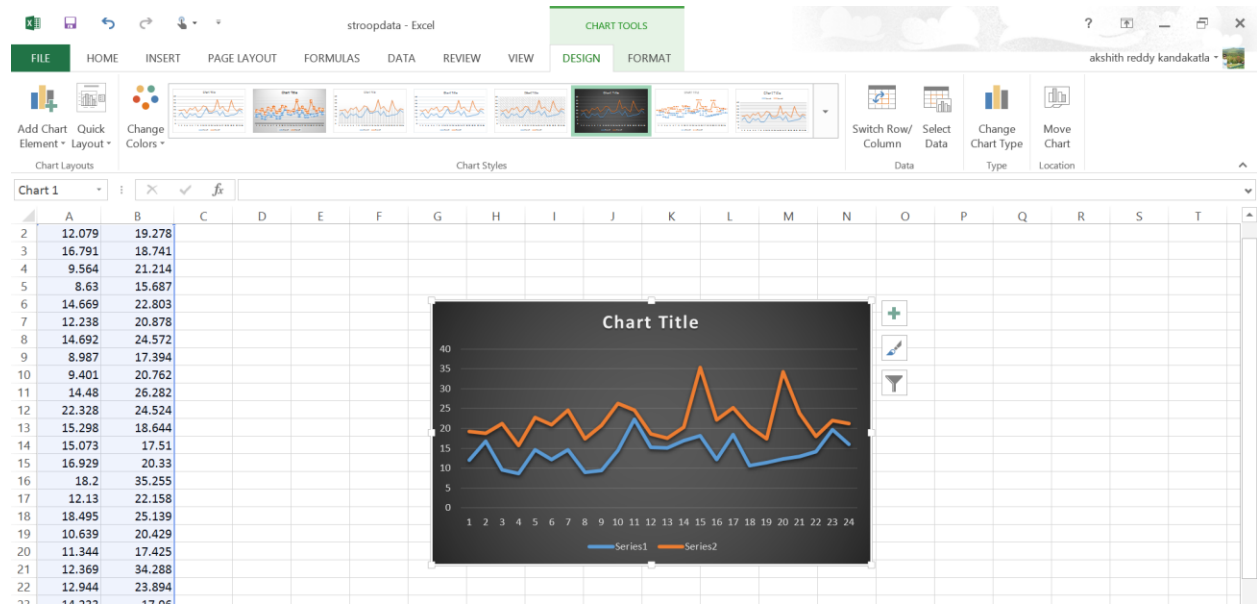 stroopdata - Excel
CHART TOOLS
?
FILE HOME INSERT PAGE LAYOUT FORMULAS DATA REVIEW VIEW DESIGN FORMAT
akshith reddy kandakatla
Add Chart Element
Quick Layout
Change Colors
Switch Row/ Column
Select Data
Change Chart Type
Move Chart
Chart Layouts
Chart Styles
Data
Type
Location
Chart 1
fx
A B C D E F G H I J K L M N O P Q R S T
2 12.079 19.278
3 16.791 18.741
4 9.564 21.214
5 8.63 15.687
6 14.669 22.803
7 12.238 20.878
8 14.692 24.572
9 8.987 17.394
10 9.401 20.762
11 14.48 26.282
12 22.328 24.524
13 15.298 18.644
14 15.073 17.51
15 16.929 20.33
16 18.2 35.255
17 12.13 22.158
18 18.495 25.139
19 10.639 20.429
20 11.344 17.425
21 12.369 34.288
22 12.944 23.894
Chart Title
40
35
30
25
20
15
10
5
0
1 2 3 4 5 6 7 8 9 10 11 12 13 14 15 16 17 18 19 20 21 22 23 24
Series1 Series2